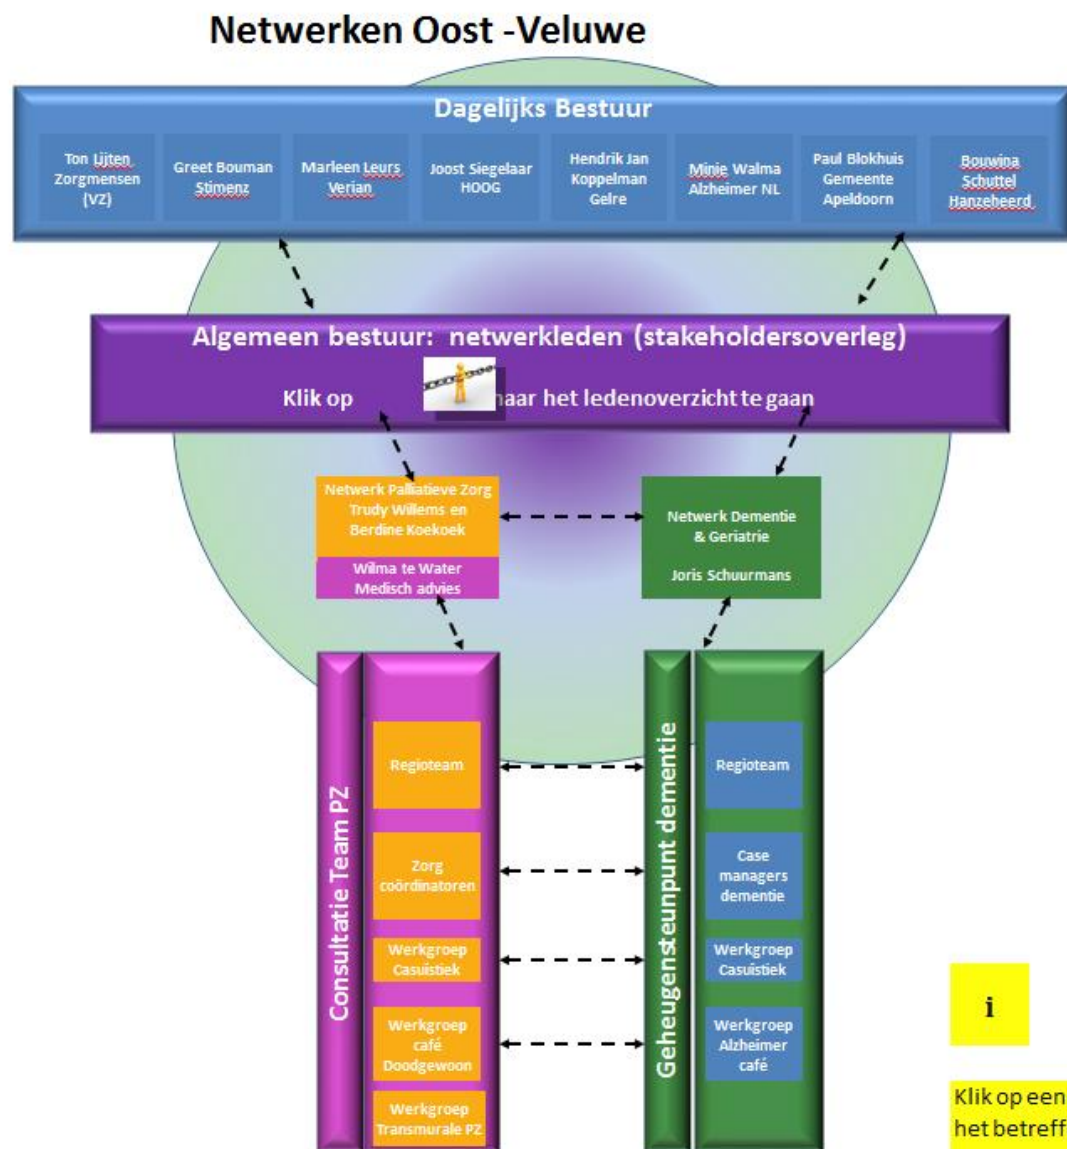 Netwerken Oost -Veluwe
Dagelijks Bestuur
Ton Lijten
Zorgmensen
(VZ)
Greet Bouman
Stimenz
Marleen Leurs
Verian
Joost Siegelaar
HOOG
Hendrik Jan
Koppelman
Gelre
Minie Walma
Alzheimer NL
Paul Blokhuis
Gemeente
Apeldoorn
Bouwina
Schuttel
Hanzeheerd
Algemeen bestuur: netwerkleden (stakeholdersoverleg)
Klik op naar het ledenoverzicht te gaan
Netwerk Palliatieve Zorg
Trudy Willems en
Berdine Koekoek
Wilma te Water
Medisch advies
Netwerk Dementie
& Geriatrie
Joris Schuurmans
Consultatie Team PZ
Regioteam
Zorg
coördinatoren
Werkgroep
Casuïstiek
Werkgroep
café
Doodgewoon
Werkgroep
Transmurale PZ
Geheugensteunpunt dementie
Regioteam
Case
managers
dementie
Werkgroep
Casuïstiek
Werkgroep
Alzheimer
café
i
Klik op een
het betreff